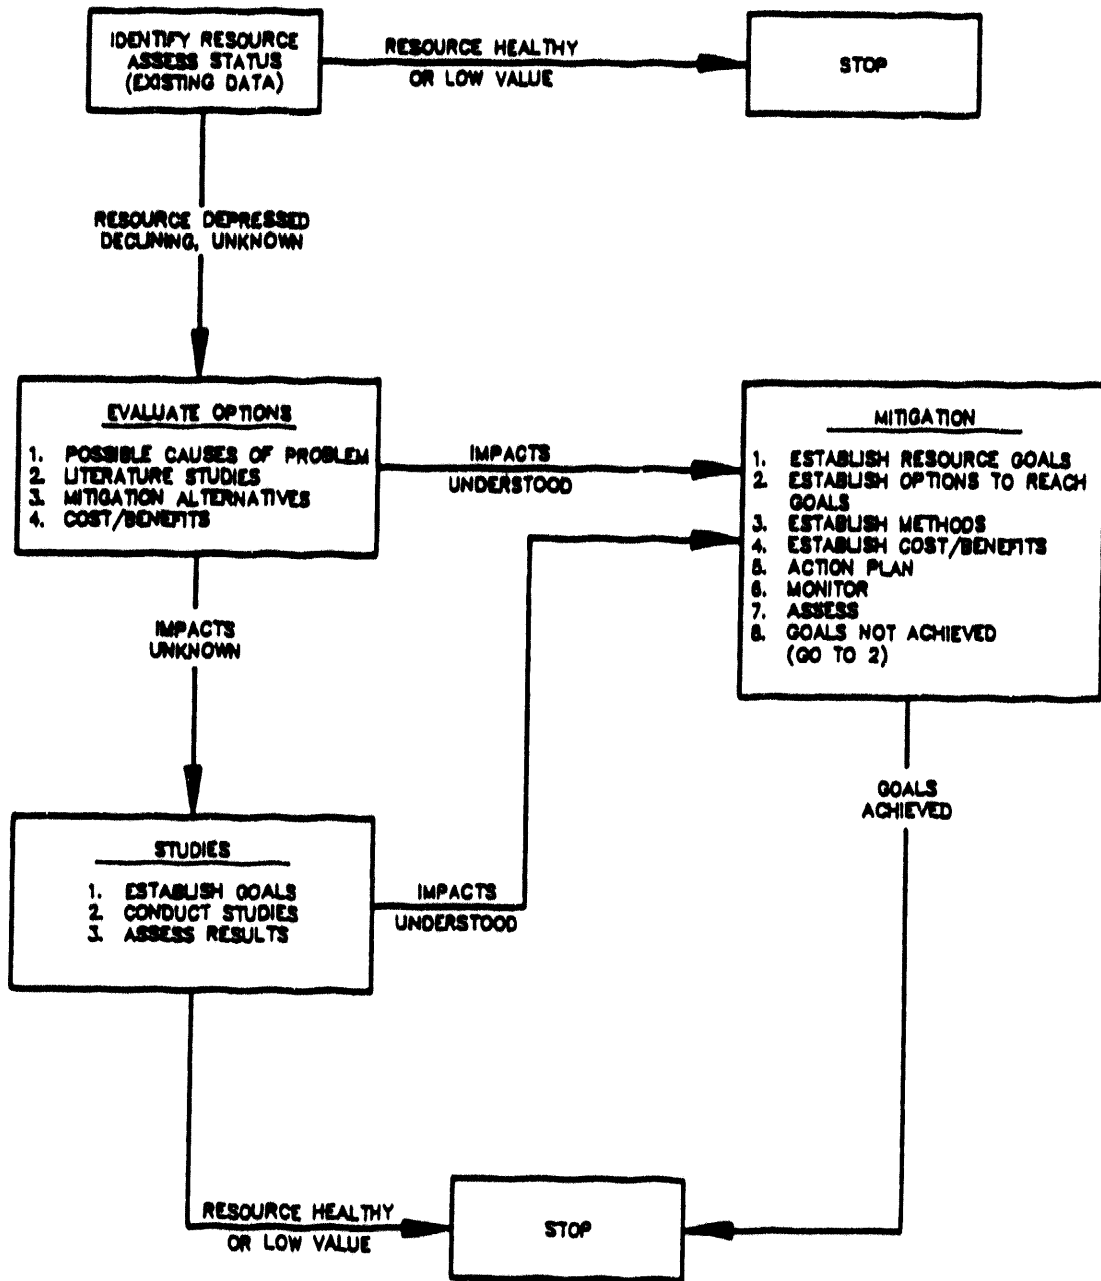 IDENTIFY RESOURCE
ASSESS STATUS
(EXISTING DATA)
RESOURCE HEALTHY
OR LOW VALUE
STOP
RESOURCE DEPRESSED
DECLINING, UNKNOWN
EVALUATE OPTIONS
1. POSSIBLE CAUSES OF PROBLEM
2. LITERATURE STUDIES
3. MITIGATION ALTERNATIVES
4. COST/BENEFITS
IMPACTS
UNDERSTOOD
MITIGATION
1. ESTABLISH RESOURCE GOALS
2. ESTABLISH OPTIONS TO REACH
GOALS
3. ESTABLISH METHODS
4. ESTABLISH COST/BENEFITS
5. ACTION PLAN
6. MONITOR
7. ASSESS
8. GOALS NOT ACHIEVED
(GO TO 2)
IMPACTS
UNKNOWN
GOALS
ACHIEVED
STUDIES
1. ESTABLISH GOALS
2. CONDUCT STUDIES
3. ASSESS RESULTS
IMPACTS
UNDERSTOOD
RESOURCE HEALTHY
OR LOW VALUE
STOP